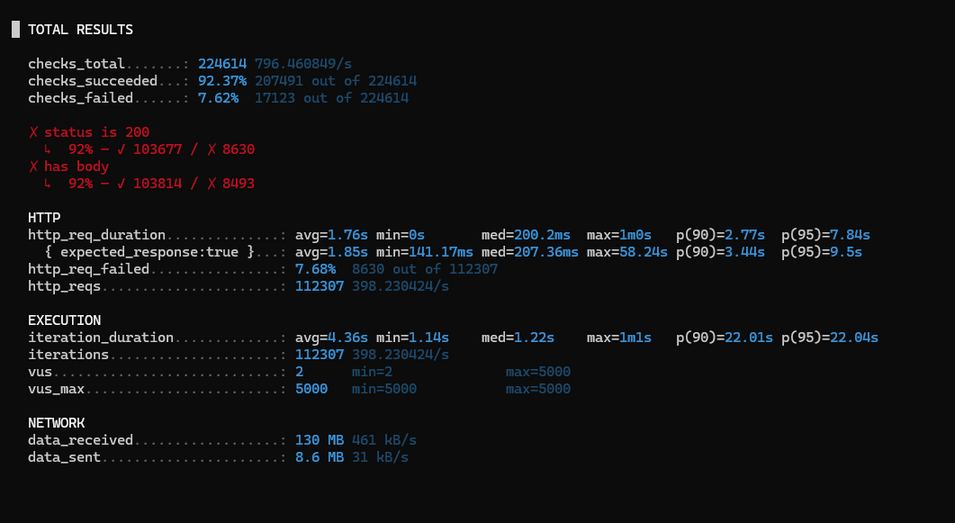 TOTAL RESULTS
checks_total.......: 224614 796.460849/s
checks_succeeded...: 92.37% 207491 out of 224614
checks_failed......: 7.62%  17123 out of 224614
✗ status is 200
↳  92% — ✓ 103677 / ✗ 8630
✗ has body
↳  92% — ✓ 103814 / ✗ 8493
HTTP
http_req_duration..............: avg=1.76s min=0s       med=200.2ms  max=1m0s   p(90)=2.77s  p(95)=7.84s
{ expected_response:true }...: avg=1.85s min=141.17ms med=207.36ms max=58.24s p(90)=3.44s  p(95)=9.5s
http_req_failed................: 7.68%  8630 out of 112307
http_reqs......................: 112307 398.230424/s
EXECUTION
iteration_duration.............: avg=4.36s min=1.14s    med=1.22s    max=1m1s   p(90)=22.01s p(95)=22.04s
iterations.....................: 112307 398.230424/s
vus............................: 2      min=2              max=5000
vus_max........................: 5000   min=5000           max=5000
NETWORK
data_received..................: 130 MB 461 kB/s
data_sent......................: 8.6 MB 31 kB/s